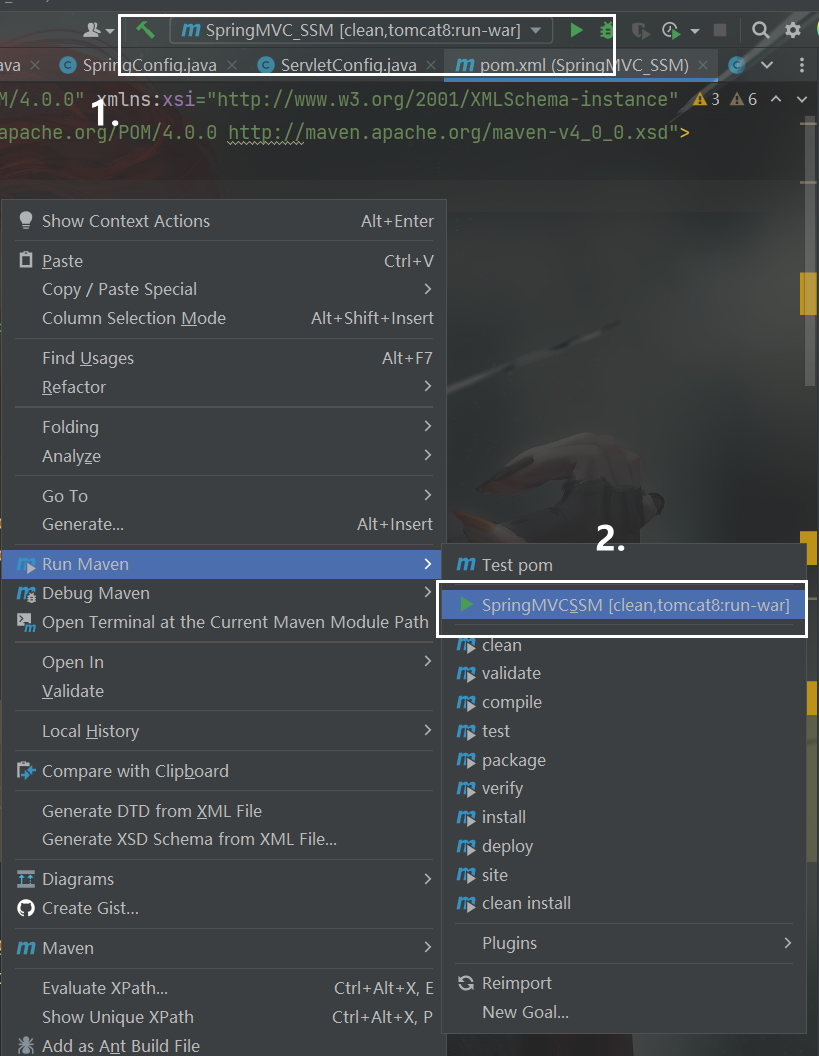 SpringMVC_SSM [clean,tomcat8:run-war]
ava
SpringConfig.java
ServletConfig.java
pom.xml (SpringMVC_SSM)
M/4.0.0" xmlns:xsi="http://www.w3.org/2001/XMLSchema-instance"
3
6
1.
apache.org/POM/4.0.0 http://maven.apache.org/maven-v4_0_0.xsd">
Show Context Actions Alt+Enter
Paste Ctrl+V
Copy / Paste Special
Column Selection Mode Alt+Shift+Insert
Find Usages Alt+F7
Refactor
Folding
Analyze
Go To
Generate... Alt+Insert
2.
Run Maven
Debug Maven
Open Terminal at the Current Maven Module Path
Open In
Validate
Local History
Compare with Clipboard
Generate DTD from XML File
Generate XSD Schema from XML File...
Diagrams
Create Gist...
Maven
Evaluate XPath... Ctrl+Alt+X, E
Show Unique XPath Ctrl+Alt+X, P
Add as Ant Build File
Test pom
SpringMVCSSM [clean,tomcat8:run-war]
clean
validate
compile
test
package
verify
install
deploy
site
clean install
Plugins
Reimport
New Goal...